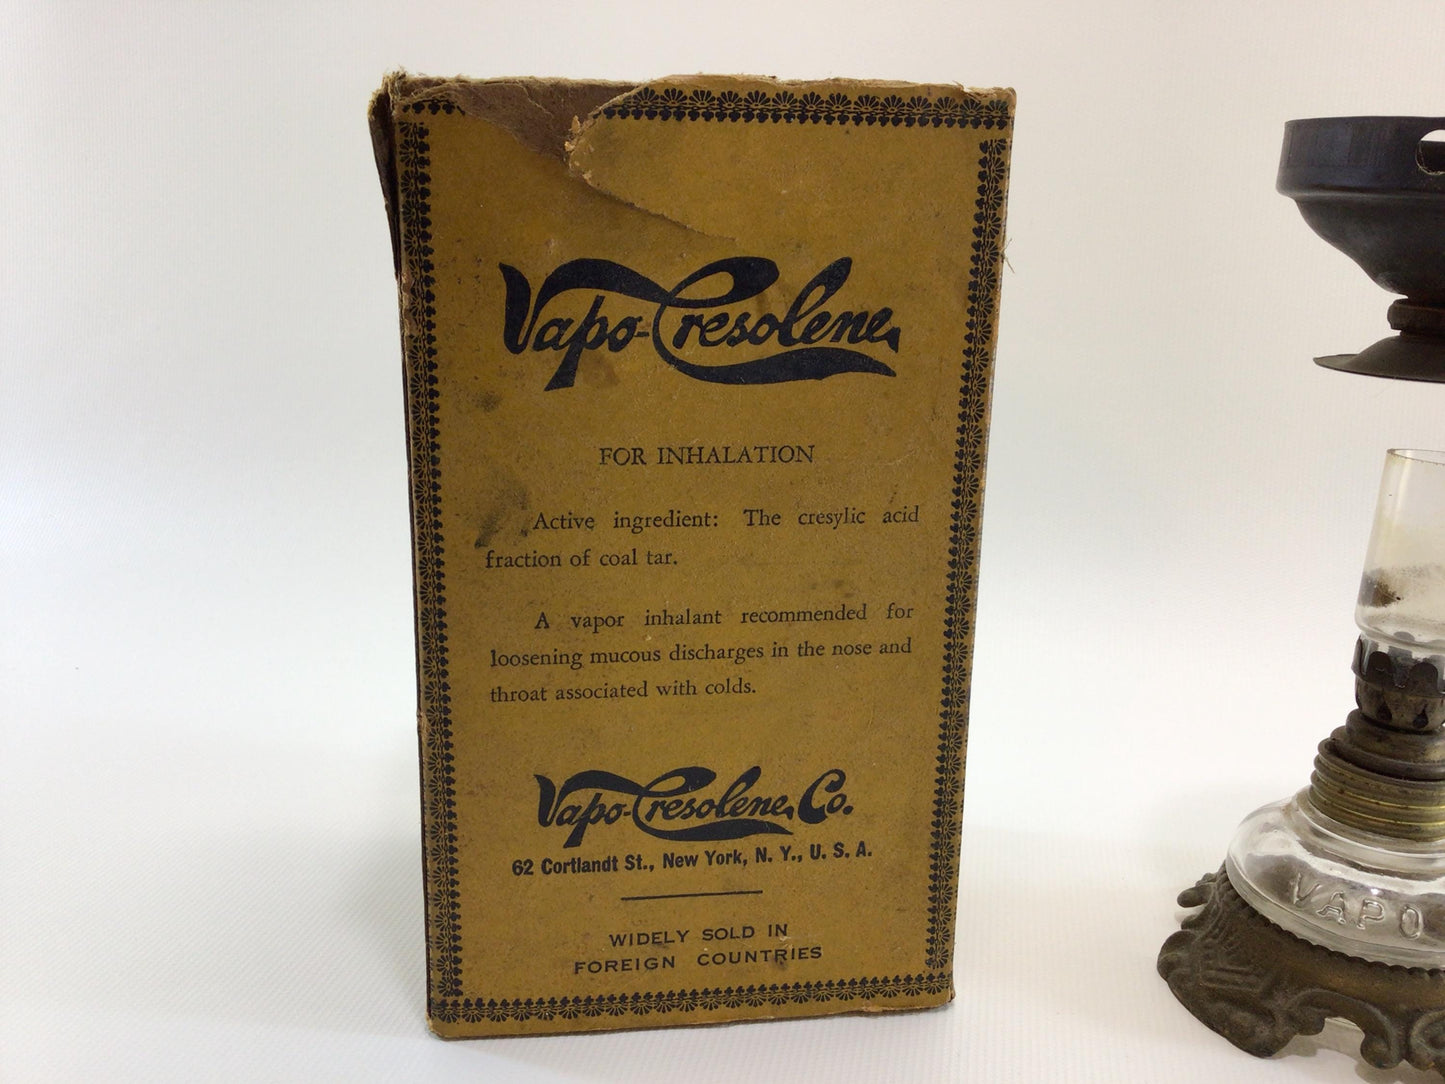 Vapo-Cresolene
FOR INHALATION
Active ingredient: The cresylic acid
fraction of coal tar.
A vapor inhalant recommended for
loosening mucous discharges in the nose and
throat associated with colds.
Vapo-Cresolene Co.
62 Cortlandt St., New York, N. Y., U. S. A.
WIDELY SOLD IN
FOREIGN COUNTRIES
VAPO